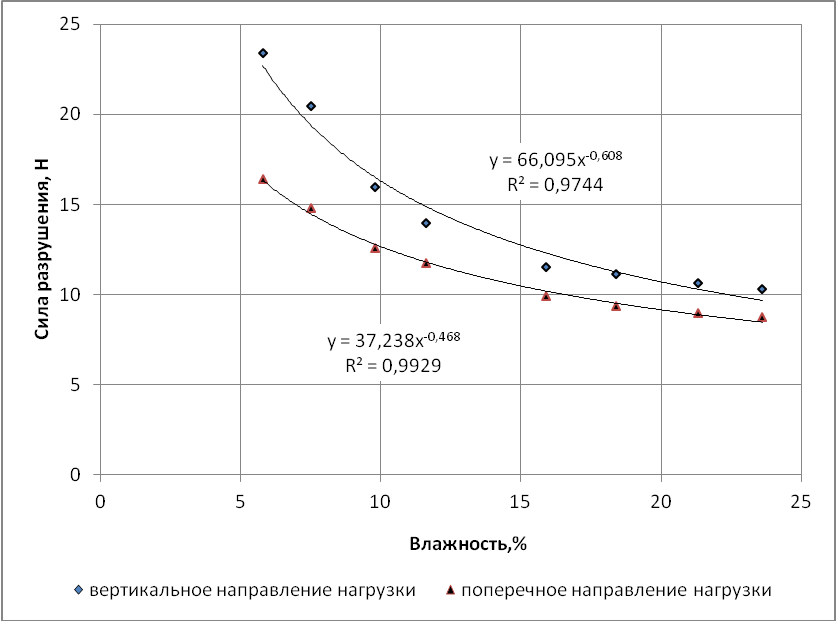 25
20
15
10
5
0
Сила разрушения, Н
y = 66,095x^-0,608
R² = 0,9744
y = 37,238x^-0,468
R² = 0,9929
0 5 10 15 20 25
Влажность,%
вертикальное направление нагрузки поперечное направление нагрузки